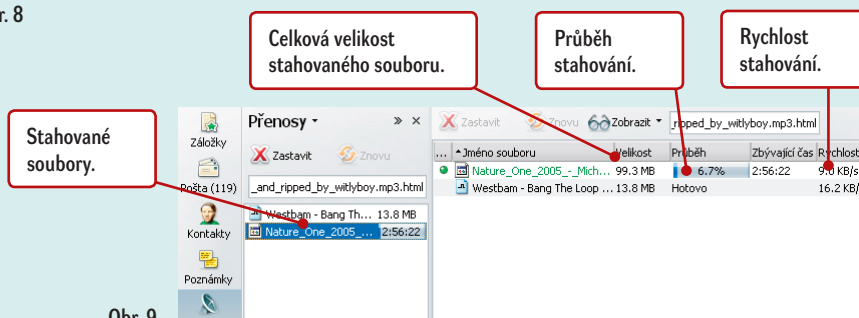 r. 8
Celková velikost
stahovaného souboru.
Průběh
stahování.
Rychlost
stahování.
Stahované
soubory.
Záložky
Pošta (119)
Kontakty
Poznámky
Přenosy
Zastavit
Znovu
_and_ripped_by_witlyboy.mp3.html
Westbam - Bang Th... 13.8 MB
Nature_One_2005_... 2:56:22
Zastavit Znovu Zobrazit _ripped_by_witlyboy.mp3.html
... Jméno souboru Velikost Průběh Zbývající čas Rychlost
Nature_One_2005_-_Mich... 99.3 MB 6.7% 2:56:22 9.0 KB/s
Westbam - Bang The Loop ... 13.8 MB Hotovo 16.2 KB/
Obr. 9